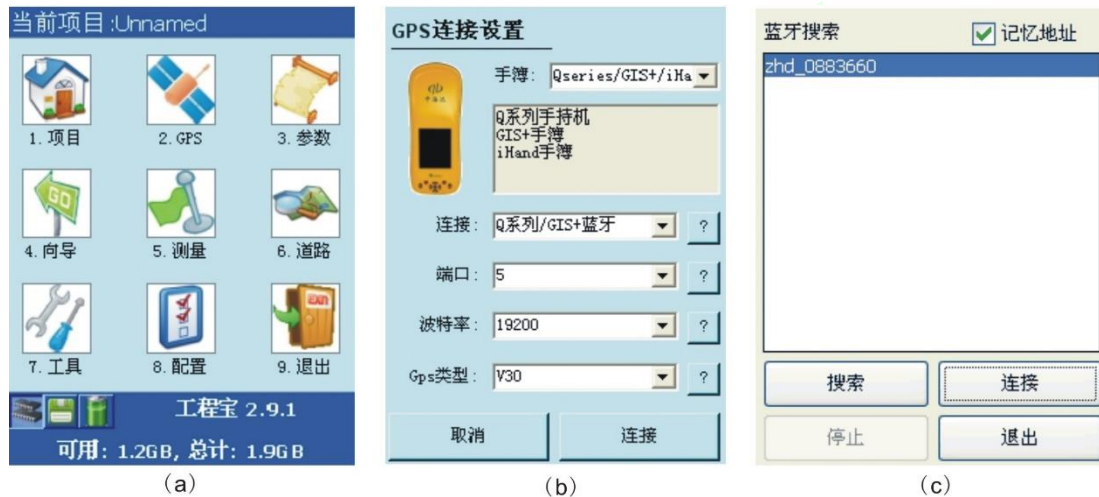 当前项目:Unnamed
1. 项目
2. GPS
3. 参数
GO
4. 向导
5. 测量
6. 道路
EXIT
7. 工具
8. 配置
9. 退出
工程宝 2.9.1
可用: 1.2GB, 总计: 1.9GB
(a)
GPS连接设置
手簿: Qseries/GIS+/iHa
Q系列手持机
GIS+手簿
iHand手簿
连接: Q系列/GIS+蓝牙 ?
端口: 5 ?
波特率: 19200 ?
Gps类型: V30 ?
取消 连接
(b)
蓝牙搜索 记忆地址
zhd_0883660
搜索 连接
停止 退出
(c)